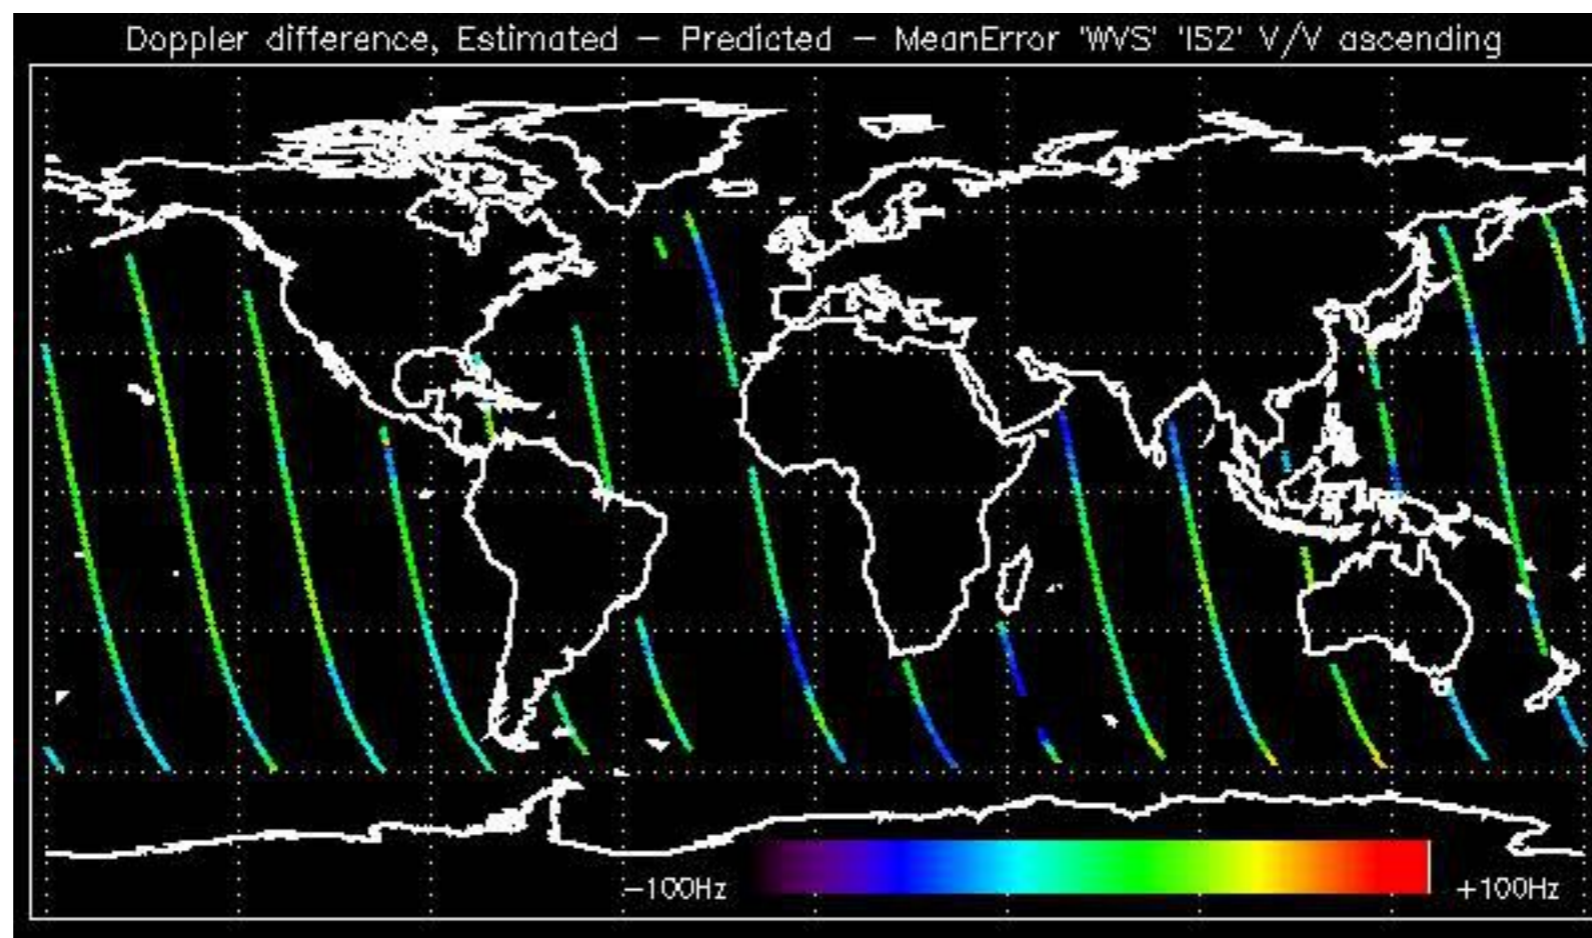 Doppler difference, Estimated − Predicted − MeanError 'WVS' 'IS2' V/V ascending
−100Hz +100Hz